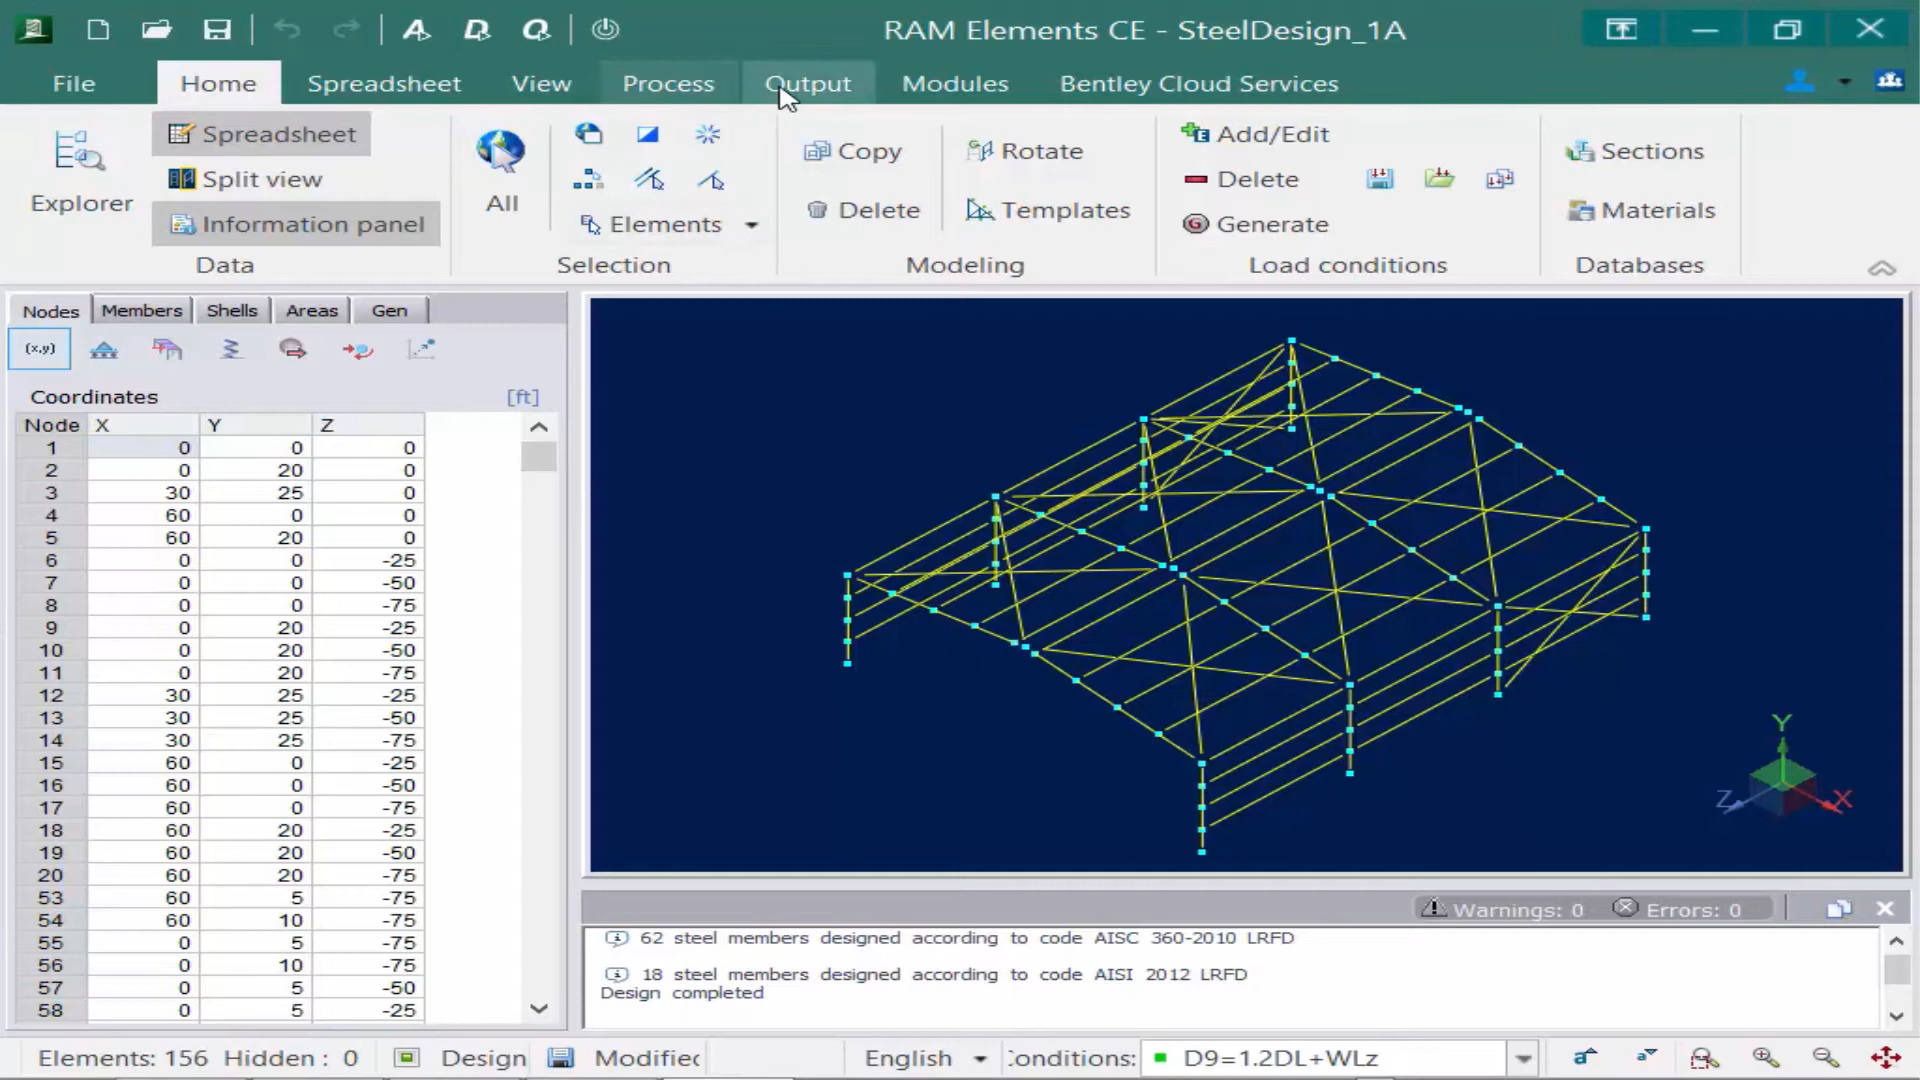 RAM Elements CE - SteelDesign_1A
File Home Spreadsheet View Process Output Modules Bentley Cloud Services
Explorer
Spreadsheet
Split view
Information panel
Data
All
Elements
Selection
Copy
Delete
Rotate
Templates
Modeling
Add/Edit
Delete
Generate
Load conditions
Sections
Materials
Databases
Nodes Members Shells Areas Gen
(x,y)
Coordinates [ft]
Node X Y Z
1 0 0 0
2 0 20 0
3 30 25 0
4 60 0 0
5 60 20 0
6 0 0 -25
7 0 0 -50
8 0 0 -75
9 0 20 -25
10 0 20 -50
11 0 20 -75
12 30 25 -25
13 30 25 -50
14 30 25 -75
15 60 0 -25
16 60 0 -50
17 60 0 -75
18 60 20 -25
19 60 20 -50
20 60 20 -75
53 60 5 -75
54 60 10 -75
55 0 5 -75
56 0 10 -75
57 0 5 -50
58 0 5 -25
Y
Z X
Warnings: 0 Errors: 0
62 steel members designed according to code AISC 360-2010 LRFD
18 steel members designed according to code AISI 2012 LRFD
Design completed
Elements: 156 Hidden : 0 Design Modified English Conditions: D9=1.2DL+WLz